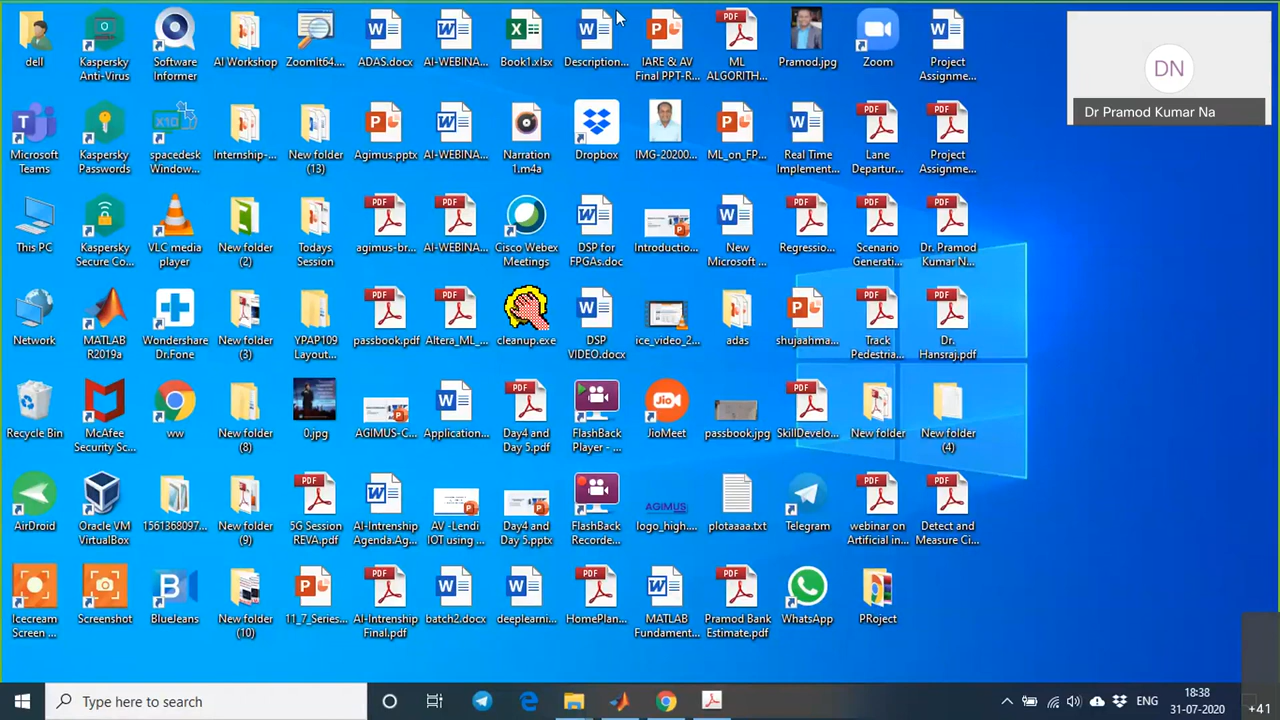 dell
Kaspersky
Anti-Virus
Software
Informer
AI Workshop
ZoomIt64....
ADAS.docx
AI-WEBINA...
Book1.xlsx
Description...
IARE & AV
Final PPT-R...
ML
ALGORITH...
Pramod.jpg
Zoom
Project
Assignme...
DN
Dr Pramod Kumar Na
Microsoft
Teams
Kaspersky
Passwords
spacedesk
Window...
Internship-...
New folder
(13)
Agimus.pptx
AI-WEBINA...
Narration
1.m4a
Dropbox
IMG-20200...
ML_on_FP...
Real Time
Implement...
Lane
Departur...
Project
Assignme...
This PC
Kaspersky
Secure Co...
VLC media
player
New folder
(2)
Todays
Session
agimus-br...
AI-WEBINA...
Cisco Webex
Meetings
DSP for
FPGAs.doc
Introductio...
New
Microsoft ...
Regressio...
Scenario
Generati...
Dr. Pramod
Kumar N...
Network
MATLAB
R2019a
Wondershare
Dr.Fone
New folder
(3)
YPAP109
Layout...
passbook.pdf
Altera_ML_...
cleanup.exe
DSP
VIDEO.docx
ice_video_2...
adas
shujaahma...
Track
Pedestria...
Dr.
Hansraj.pdf
Recycle Bin
McAfee
Security Sc...
ww
New folder
(8)
0.jpg
AGIMUS-C...
Application...
Day4 and
Day 5.pdf
FlashBack
Player - ...
JioMeet
passbook.jpg
SkillDevelo...
New folder
New folder
(4)
AirDroid
Oracle VM
VirtualBox
1561368097...
New folder
(9)
5G Session
REVA.pdf
AI-Intrenship
Agenda.Ag...
AV -Lendi
IOT using ...
Day4 and
Day 5.pptx
FlashBack
Recorde...
AGIMUS
logo_high....
plotaaaa.txt
Telegram
webinar on
Artificial in...
Detect and
Measure Ci...
Icecream
Screen ...
Screenshot
BlueJeans
New folder
(10)
11_7_Series...
AI-Intrenship
Final.pdf
batch2.docx
deeplearni...
HomePlan...
MATLAB
Fundament...
Pramod Bank
Estimate.pdf
WhatsApp
PRoject
Type here to search
ENG
18:38
31-07-2020
+41